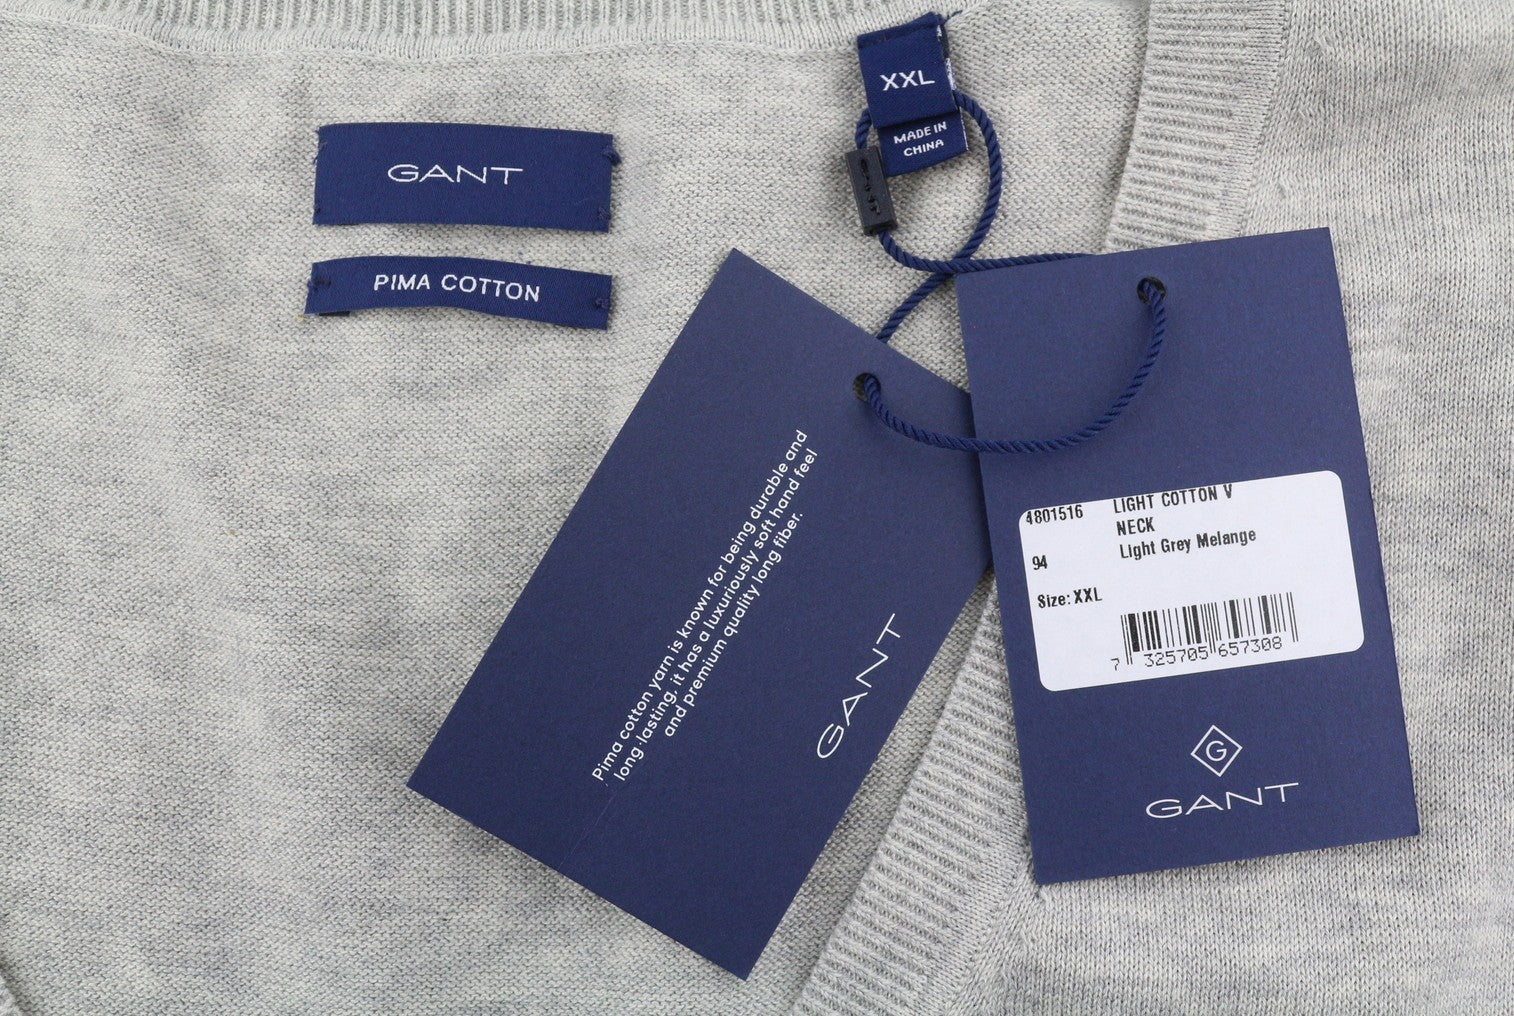 GANT
PIMA COTTON
XXL
MADE IN
CHINA
GANT
Pima cotton yarn is known for being durable and
long-lasting, it has a luxuriously soft hand feel
and premium quality long fiber.
GANT
4801516 LIGHT COTTON V
NECK
94 Light Grey Melange
Size: XXL
7 325705 657308
G
GANT